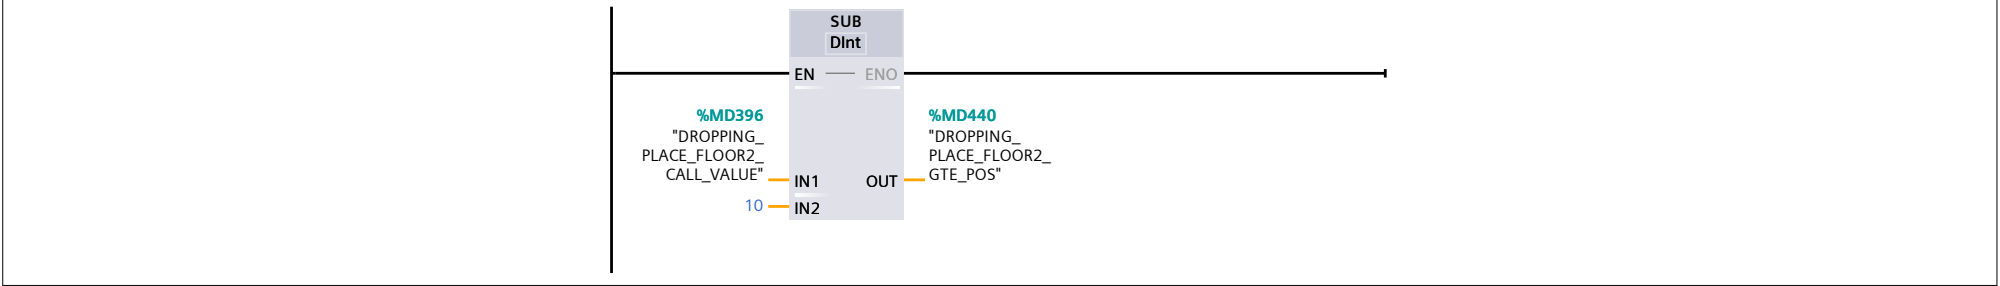 SUB
DInt
EN
ENO
%MD396
"DROPPING_
PLACE_FLOOR2_
CALL_VALUE"
IN1
10
IN2
%MD440
"DROPPING_
PLACE_FLOOR2_
GTE_POS"
OUT